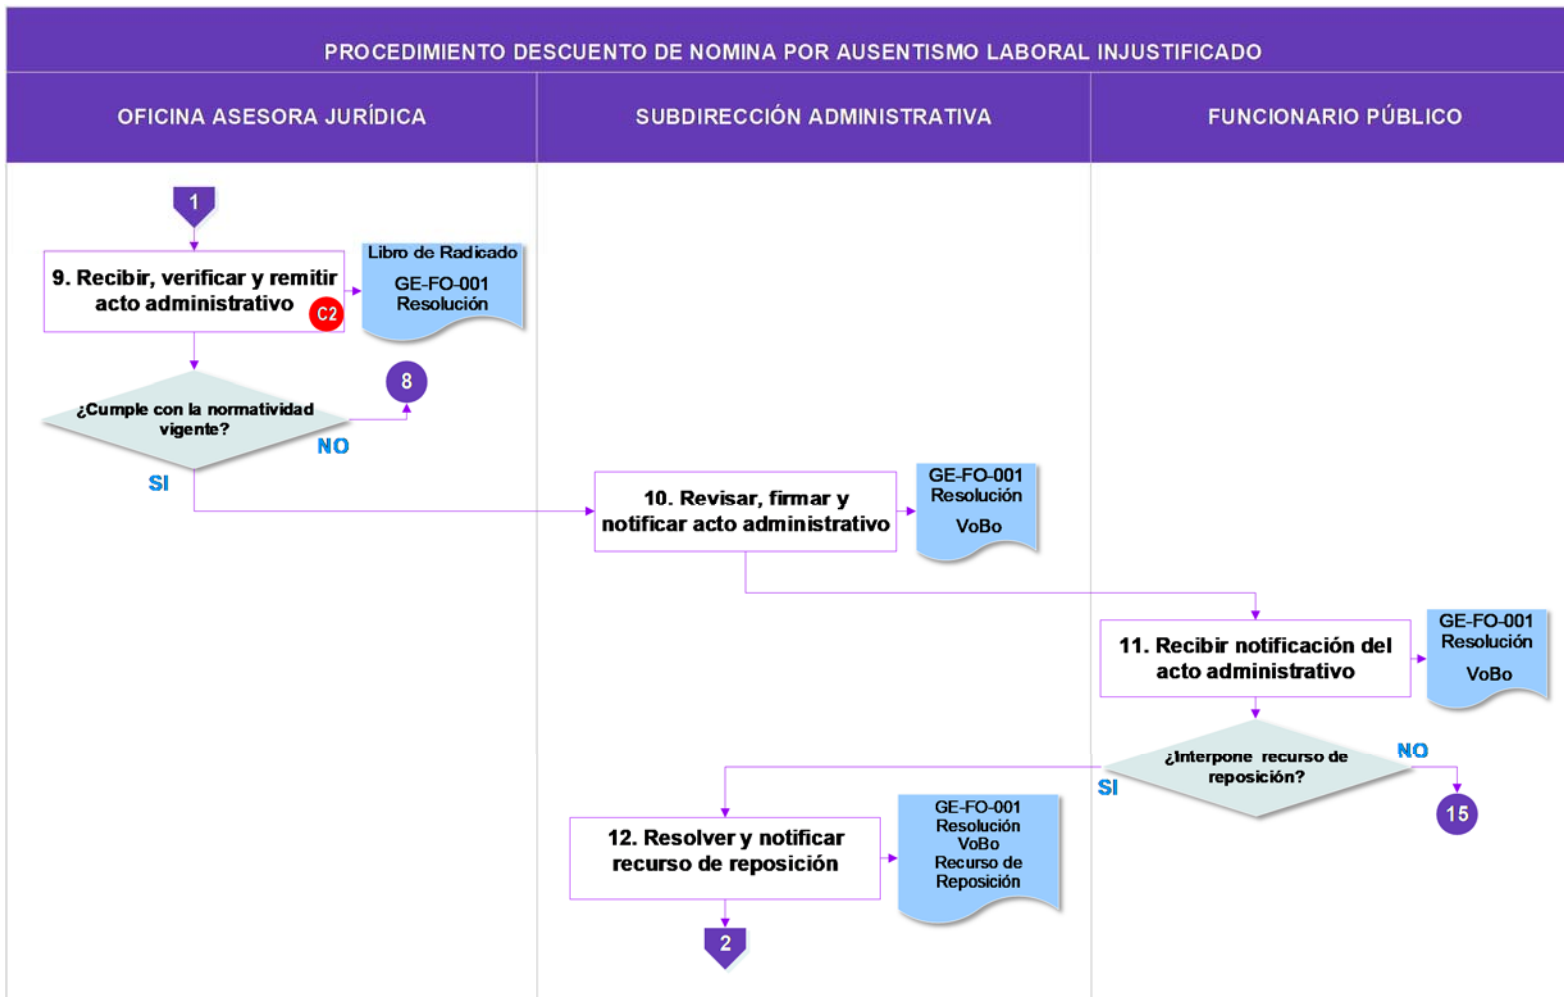 PROCEDIMIENTO DESCUENTO DE NOMINA POR AUSENTISMO LABORAL INJUSTIFICADO
OFICINA ASESORA JURÍDICA
SUBDIRECCIÓN ADMINISTRATIVA
FUNCIONARIO PÚBLICO
1
9. Recibir, verificar y remitir
acto administrativo
C2
Libro de Radicado
GE-FO-001
Resolución
8
¿Cumple con la normatividad
vigente?
NO
SI
10. Revisar, firmar y
notificar acto administrativo
GE-FO-001
Resolución
VoBo
11. Recibir notificación del
acto administrativo
GE-FO-001
Resolución
VoBo
¿Interpone recurso de
reposición?
NO
SI
15
12. Resolver y notificar
recurso de reposición
GE-FO-001
Resolución
VoBo
Recurso de
Reposición
2